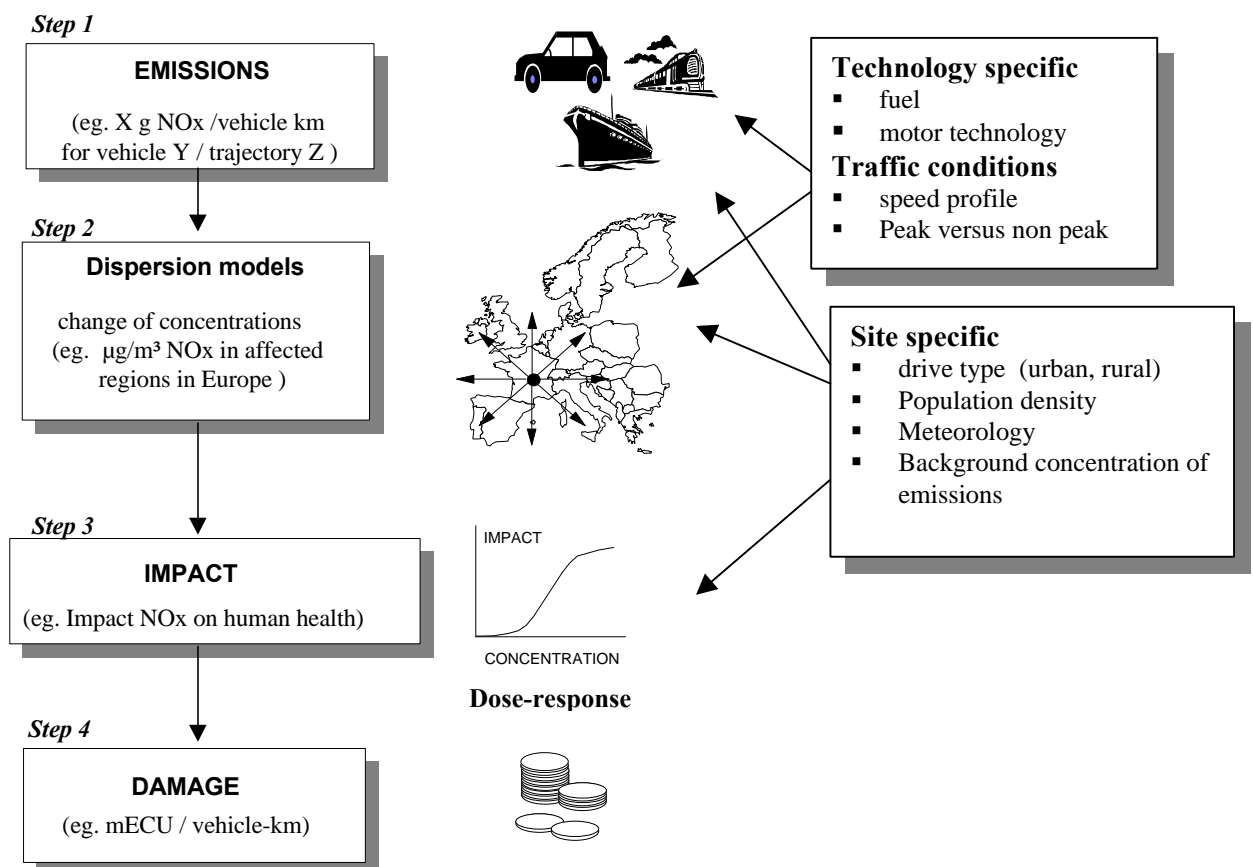 Step 1
EMISSIONS
(eg. X g NOx /vehicle km
for vehicle Y / trajectory Z )
Step 2
Dispersion models
change of concentrations
(eg. µg/m³ NOx in affected
regions in Europe )
Step 3
IMPACT
(eg. Impact NOx on human health)
Step 4
DAMAGE
(eg. mECU / vehicle-km)
IMPACT
CONCENTRATION
Dose-response
Technology specific
▪ fuel
▪ motor technology
Traffic conditions
▪ speed profile
▪ Peak versus non peak
Site specific
▪ drive type (urban, rural)
▪ Population density
▪ Meteorology
▪ Background concentration of
emissions